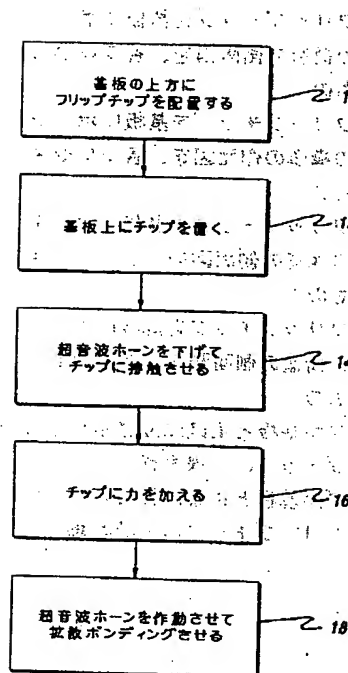 基板の上方に
フリップチップを配置する
基板上にチップを置く
超音波ホーンを下げて
チップに接触させる
14
チップに力を加える
16
超音波ホーンを作動させて
拡散ボンディングさせる
18